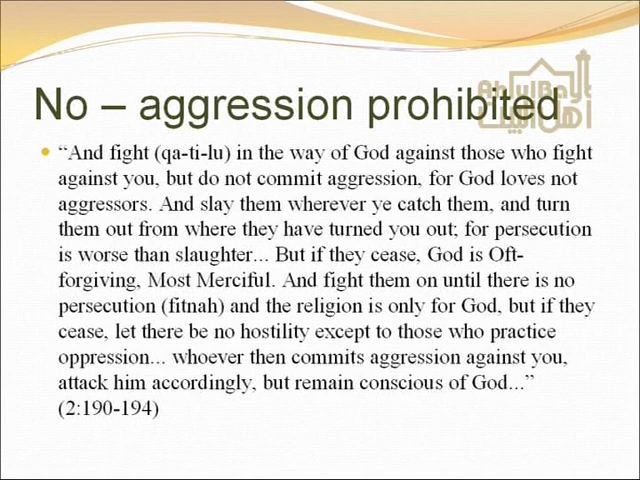 AhlulBayt
أهل البيت
No – aggression prohibited
“And fight (qa-ti-lu) in the way of God against those who fight
against you, but do not commit aggression, for God loves not
aggressors. And slay them wherever ye catch them, and turn
them out from where they have turned you out; for persecution
is worse than slaughter... But if they cease, God is Oft-
forgiving, Most Merciful. And fight them on until there is no
persecution (fitnah) and the religion is only for God, but if they
cease, let there be no hostility except to those who practice
oppression... whoever then commits aggression against you,
attack him accordingly, but remain conscious of God...”
(2:190-194)